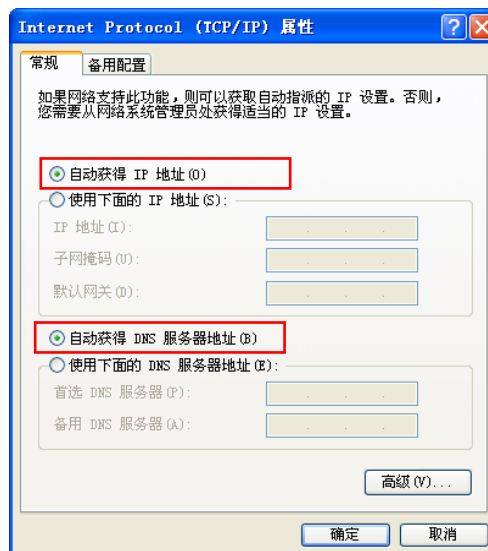 Internet Protocol (TCP/IP) 属性
常规
备用配置
如果网络支持此功能，则可以获取自动指派的 IP 设置。否则，
您需要从网络系统管理员处获得适当的 IP 设置。
自动获得 IP 地址(O)
使用下面的 IP 地址(S):
IP 地址(I):
子网掩码(U):
默认网关(D):
自动获得 DNS 服务器地址(B)
使用下面的 DNS 服务器地址(E):
首选 DNS 服务器(P):
备用 DNS 服务器(A):
高级(V)...
确定
取消